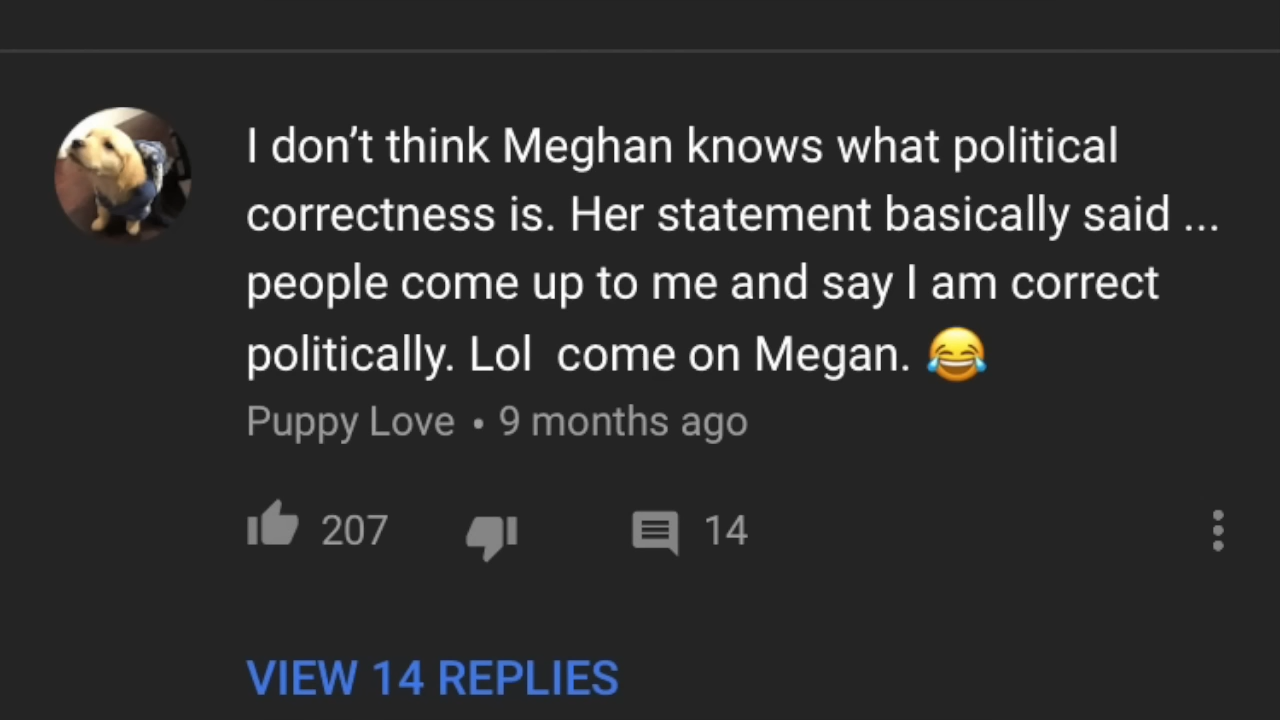 I don’t think Meghan knows what political
correctness is. Her statement basically said ...
people come up to me and say I am correct
politically. Lol  come on Megan. 😂
Puppy Love • 9 months ago
207 14
VIEW 14 REPLIES